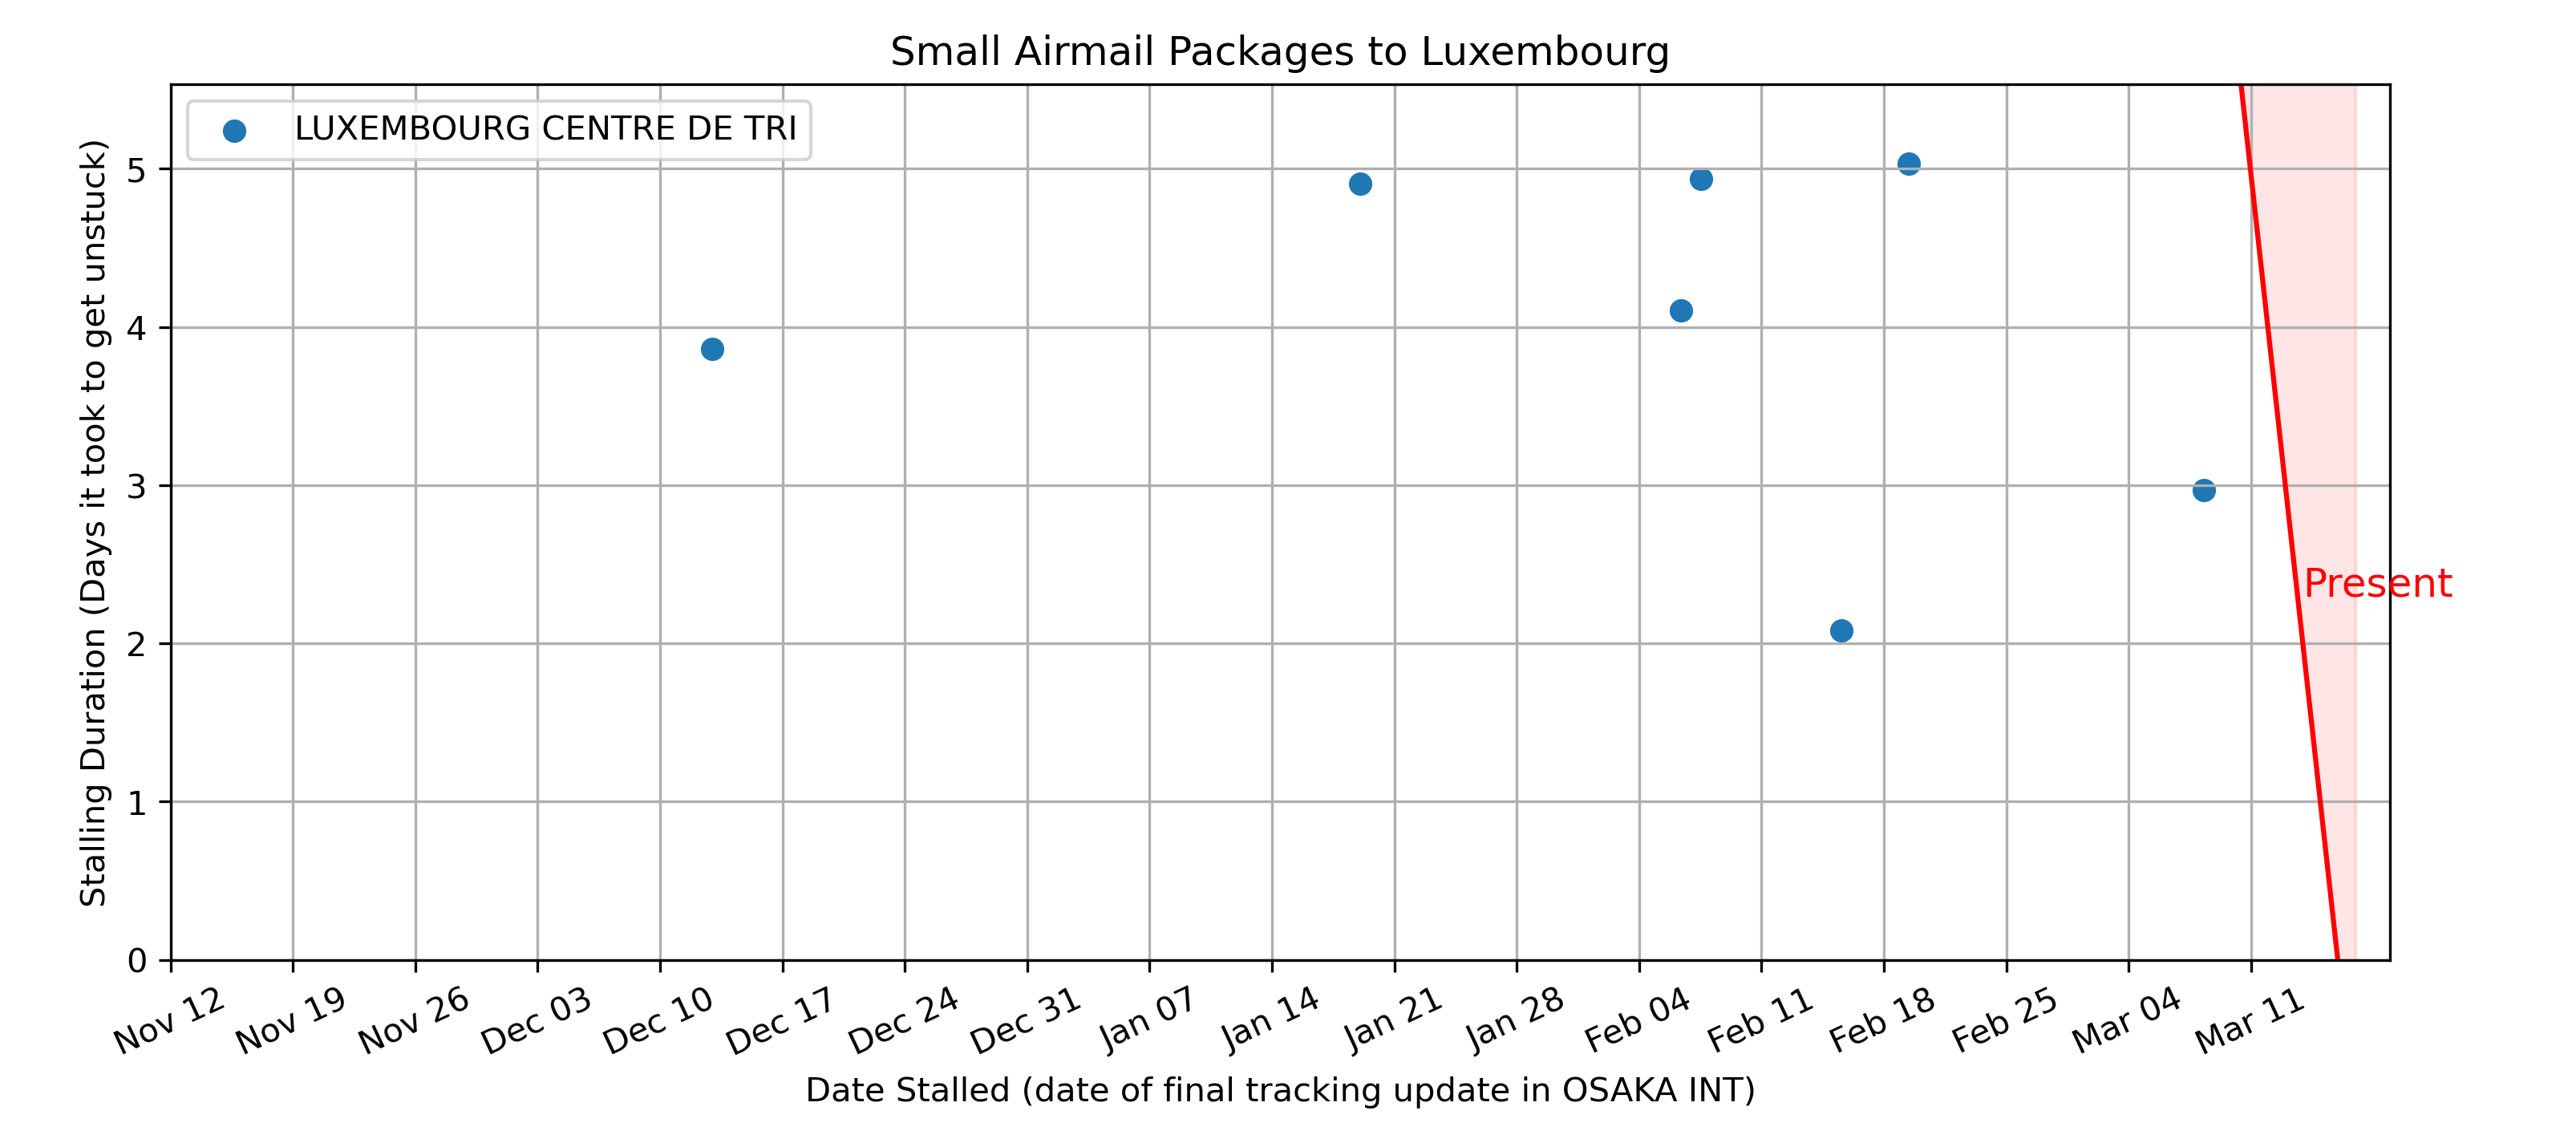 Small Airmail Packages to Luxembourg
LUXEMBOURG CENTRE DE TRI
Stalling Duration (Days it took to get unstuck)
5
4
3
2
1
0
Present
Nov 12
Nov 19
Nov 26
Dec 03
Dec 10
Dec 17
Dec 24
Dec 31
Jan 07
Jan 14
Jan 21
Jan 28
Feb 04
Feb 11
Feb 18
Feb 25
Mar 04
Mar 11
Date Stalled (date of final tracking update in OSAKA INT)